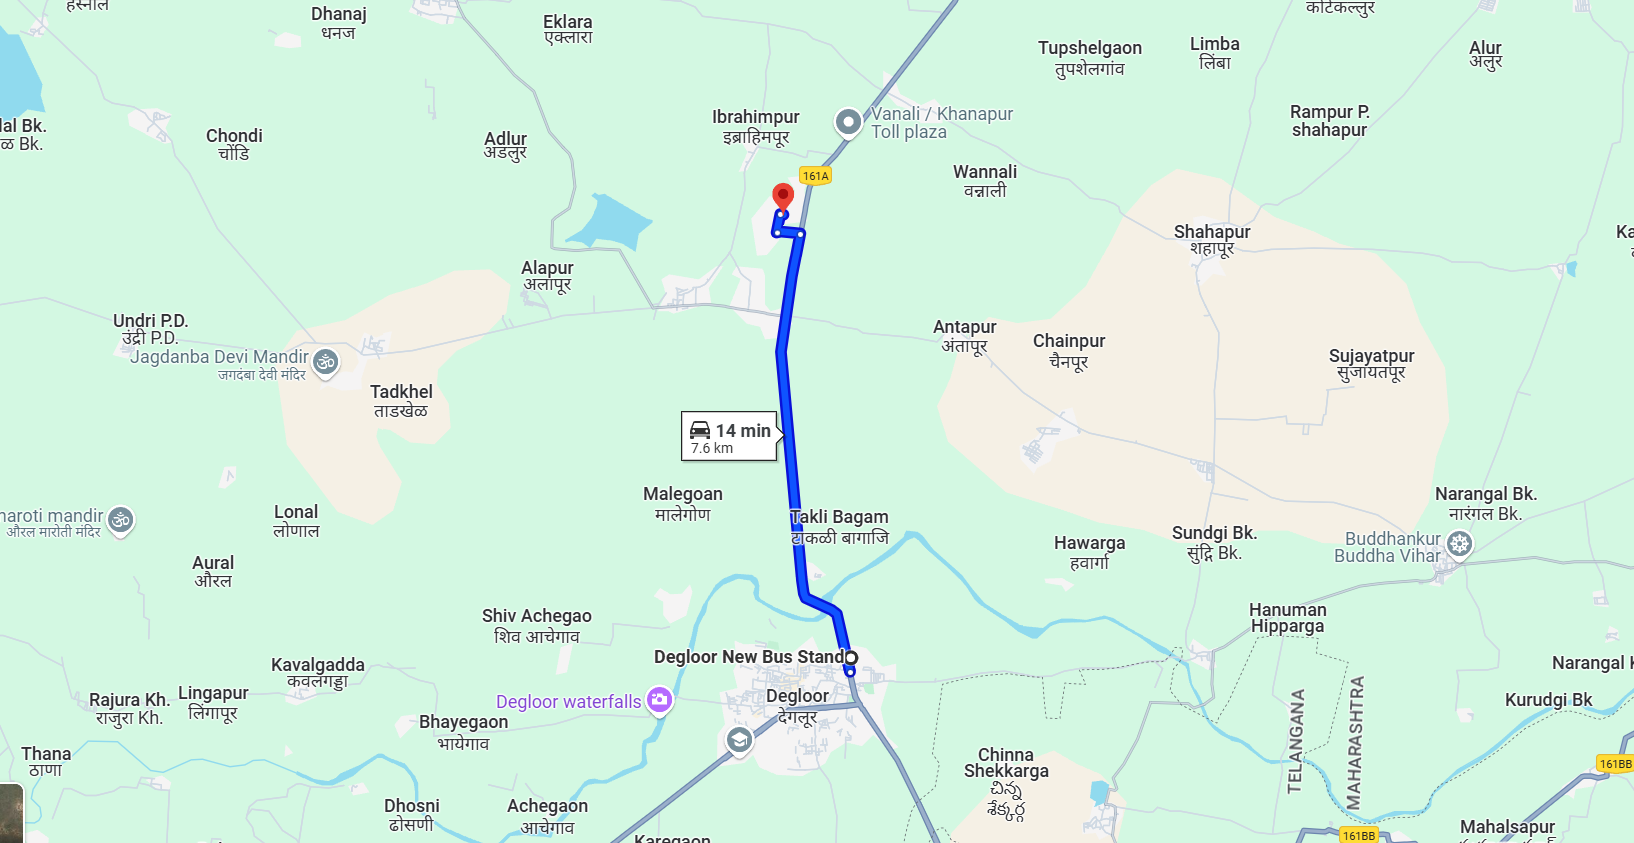 Dhanaj
धनज
Eklara
एक्लारा
Tupshelgaon
तुपशेलगांव
Limba
लिंबा
Alur
अलुर
Ibrahimpur
इब्राहिमपूर
Vanali / Khanapur
Toll plaza
Rampur P.
shahapur
Chondi
चोंडि
Adlur
अडलुर
161A
Wannali
वन्नाली
Shahapur
शहापूर
Alapur
अलापूर
Undri P.D.
उंद्री P.D.
Jagdanba Devi Mandir
जगदंबा देवी मंदिर
Tadkhel
ताडखेळ
Antapur
अंतापूर
Chainpur
चैनपूर
Sujayatpur
सुजायतपूर
14 min
7.6 km
Malegoan
मालेगोण
Takli Bagam
टाकळी बागाजि
Lonal
लोणाल
naroti mandir
औरल मारोती मंदिर
Aural
औरल
Hawarga
हवार्गा
Sundgi Bk.
सुंद्गि Bk.
Narangal Bk.
नारंगल Bk.
Buddhankur
Buddha Vihar
Hanuman
Hipparga
Shiv Achegao
शिव आचेगाव
Degloor New Bus Stand
Degloor
देगलूर
Degloor waterfalls
Kavalgadda
कवलगड्डा
Rajura Kh.
राजुरा Kh.
Lingapur
लिंगापूर
Bhayegaon
भायेगाव
Thana
ठाणा
Dhosni
ढोसणी
Achegaon
आचेगाव
Karegaon
Chinna
Shekkarga
చిన్న
శేక్కర్గ
TELANGANA
MAHARASHTRA
Narangal K
Kurudgi Bk
161BB
161BB
Mahalsapur